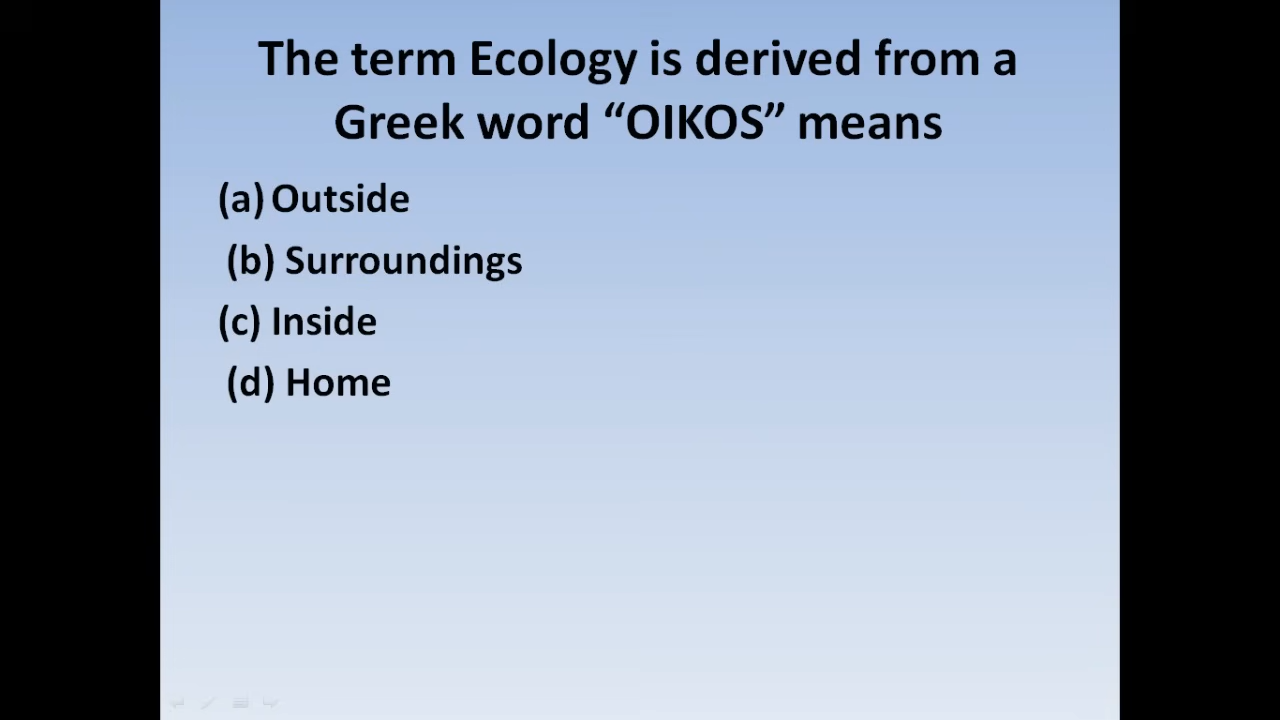 The term Ecology is derived from a
Greek word “OIKOS” means
(a) Outside
(b) Surroundings
(c) Inside
(d) Home